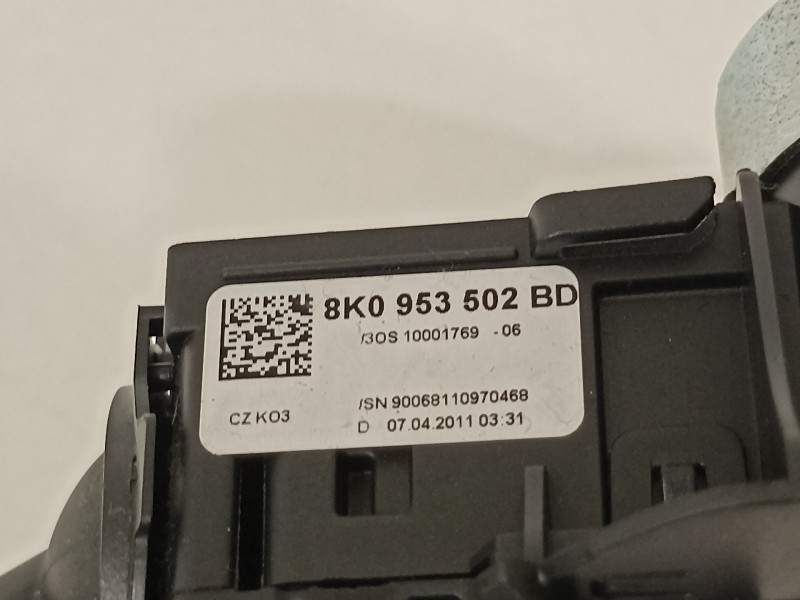 8K0 953 502 BD
/3OS 10001769 - 06
/SN 90068110970468
CZ KO3
D 07.04.2011 03:31